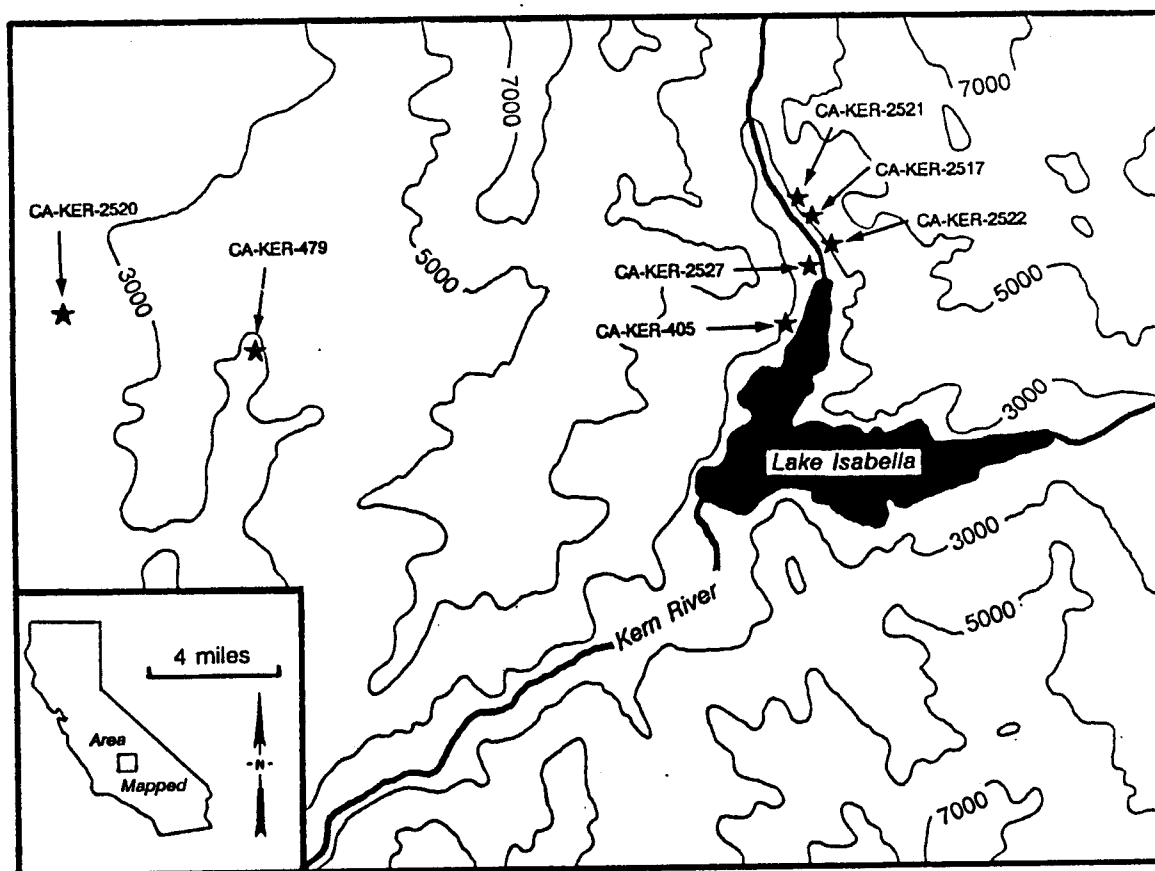 7000
7000
CA-KER-2521
CA-KER-2517
CA-KER-2520
CA-KER-2522
CA-KER-479
3000
5000
CA-KER-2527
5000
CA-KER-405
3000
Lake Isabella
3000
Kern River
5000
4 miles
Area
Mapped
-N-
7000